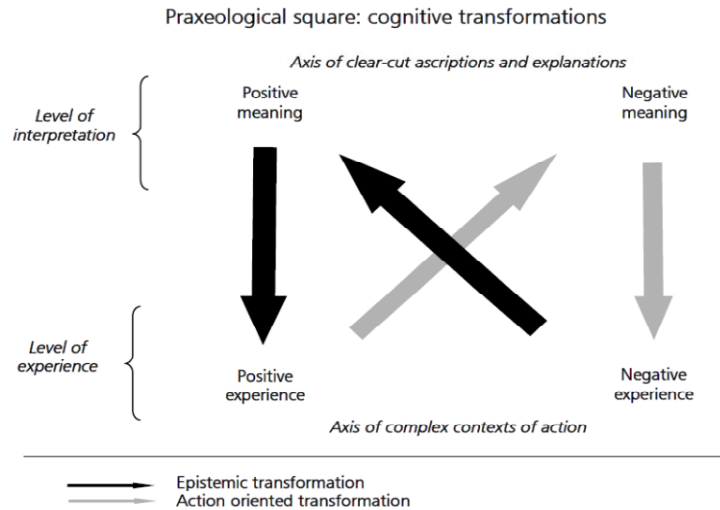 Praxeological square: cognitive transformations
Axis of clear-cut ascriptions and explanations
Positive
meaning
Negative
meaning
Level of
interpretation
Level of
experience
Positive
experience
Negative
experience
Axis of complex contexts of action
Epistemic transformation
Action oriented transformation